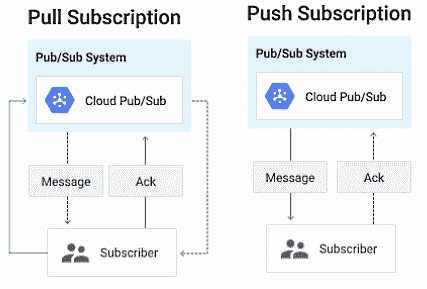 Pull Subscription
Pub/Sub System
Cloud Pub/Sub
Message
Ack
Subscriber
Push Subscription
Pub/Sub System
Cloud Pub/Sub
Message
Ack
Subscriber